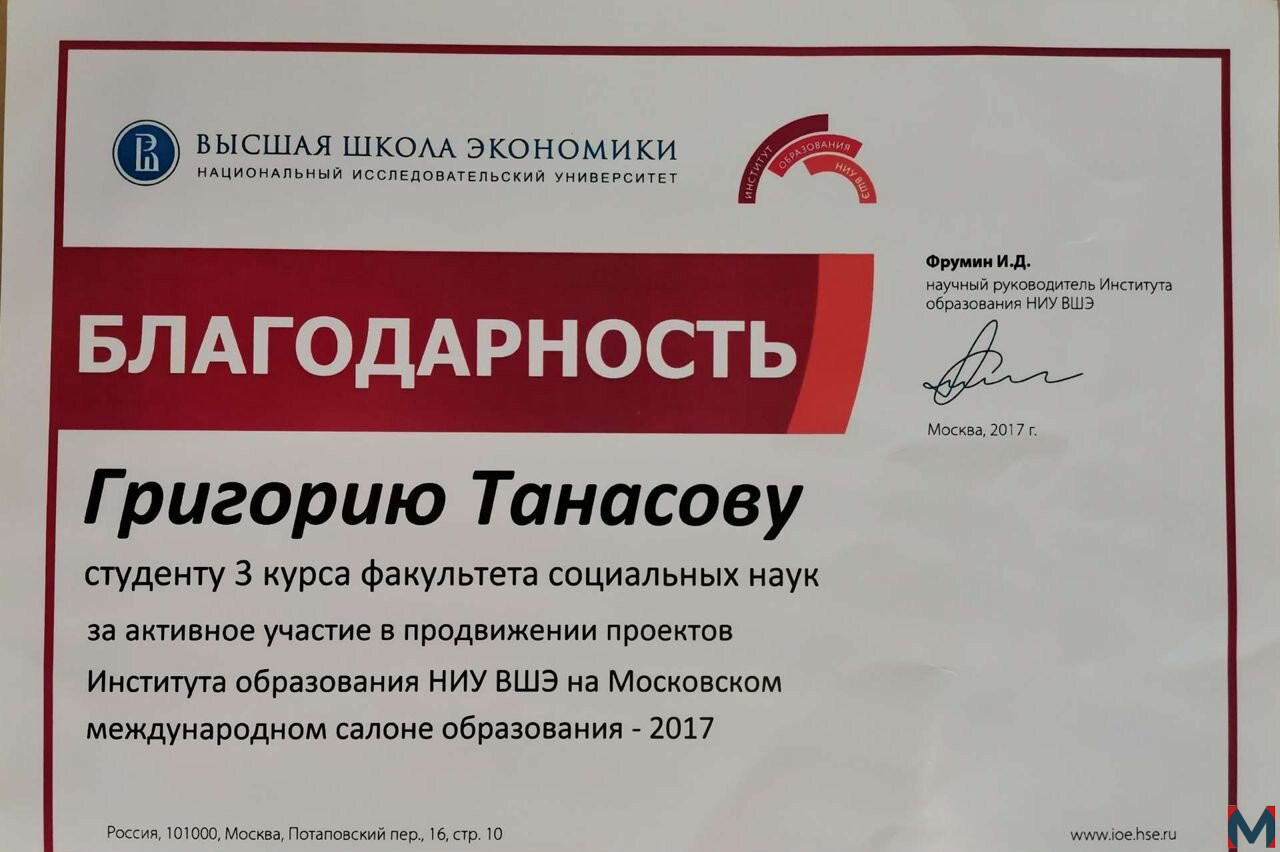 ВЫСШАЯ ШКОЛА ЭКОНОМИКИ
НАЦИОНАЛЬНЫЙ ИССЛЕДОВАТЕЛЬСКИЙ УНИВЕРСИТЕТ
ИНСТИТУТ
ОБРАЗОВАНИЯ
НИУ ВШЭ
Фрумин И.Д.
научный руководитель Института
образования НИУ ВШЭ
Москва, 2017 г.
БЛАГОДАРНОСТЬ
Григорию Танасову
студенту 3 курса факультета социальных наук
за активное участие в продвижении проектов
Института образования НИУ ВШЭ на Московском
международном салоне образования - 2017
Россия, 101000, Москва, Потаповский пер., 16, стр. 10
www.ioe.hse.ru
M